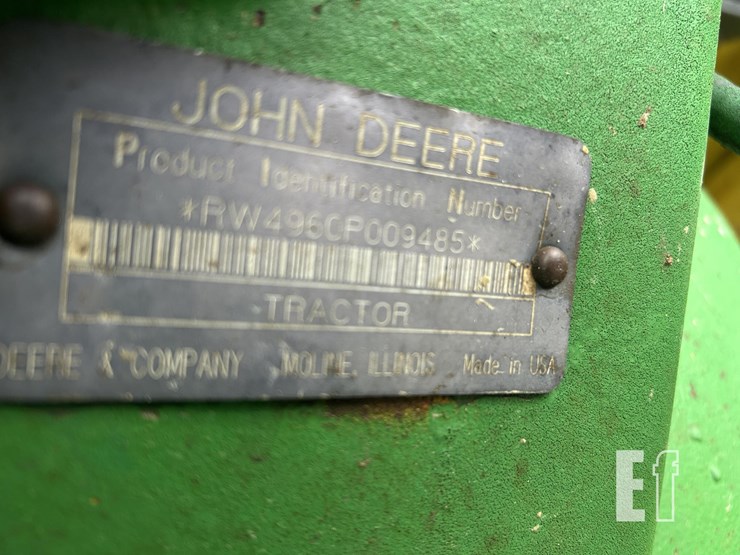 JOHN DEERE
Product Identification Number
*RW4960P009485*
TRACTOR
DEERE & COMPANY MOLINE, ILLINOIS Made in USA
Ef